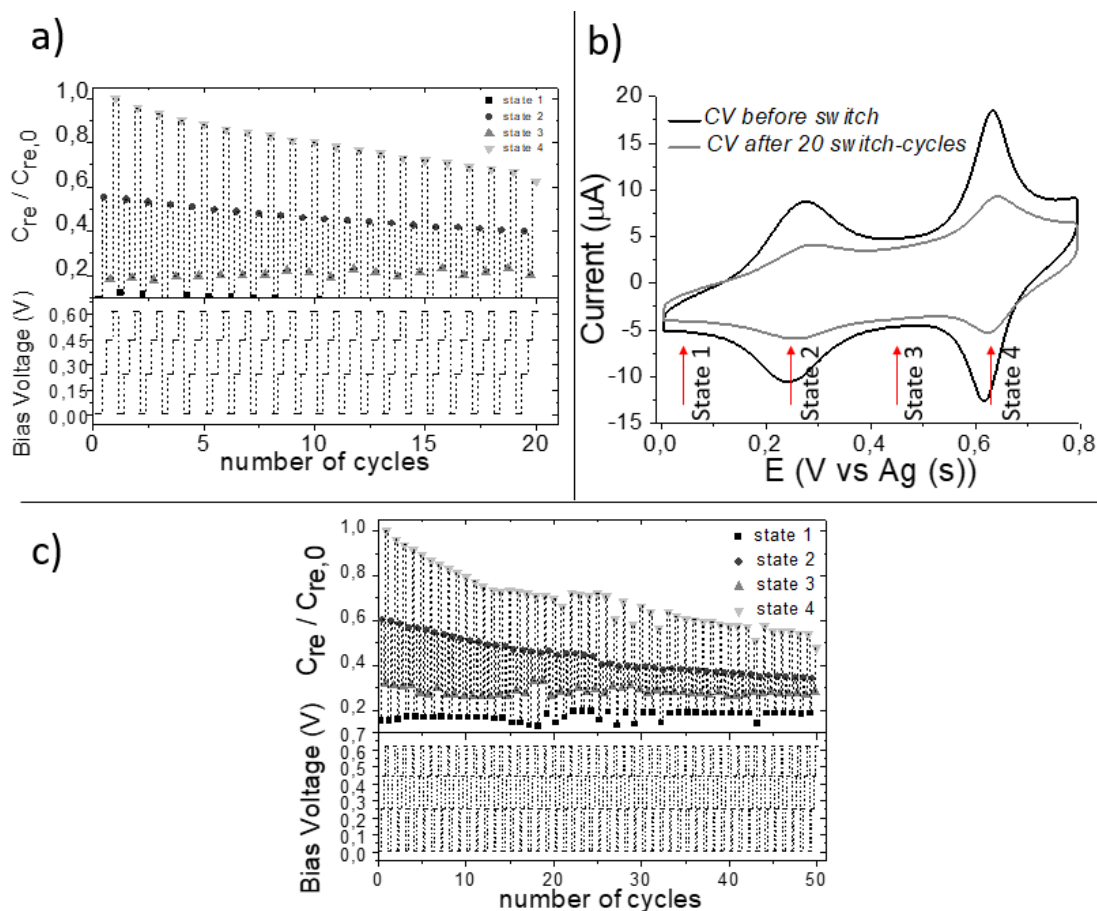 a)
C_re / C_re,0
1,0
0,8
0,6
0,4
0,2
state 1
state 2
state 3
state 4
Bias Voltage (V)
0,60
0,45
0,30
0,15
0,00
0 5 10 15 20
number of cycles
b)
Current (μA)
20
15
10
5
0
-5
-10
-15
CV before switch
CV after 20 switch-cycles
State 1
State 2
State 3
State 4
0,0 0,2 0,4 0,6 0,8
E (V vs Ag (s))
c)
C_re / C_re,0
1,0
0,8
0,6
0,4
0,2
state 1
state 2
state 3
state 4
Bias Voltage (V)
0,7
0,6
0,5
0,4
0,3
0,2
0,1
0,0
0 10 20 30 40 50
number of cycles